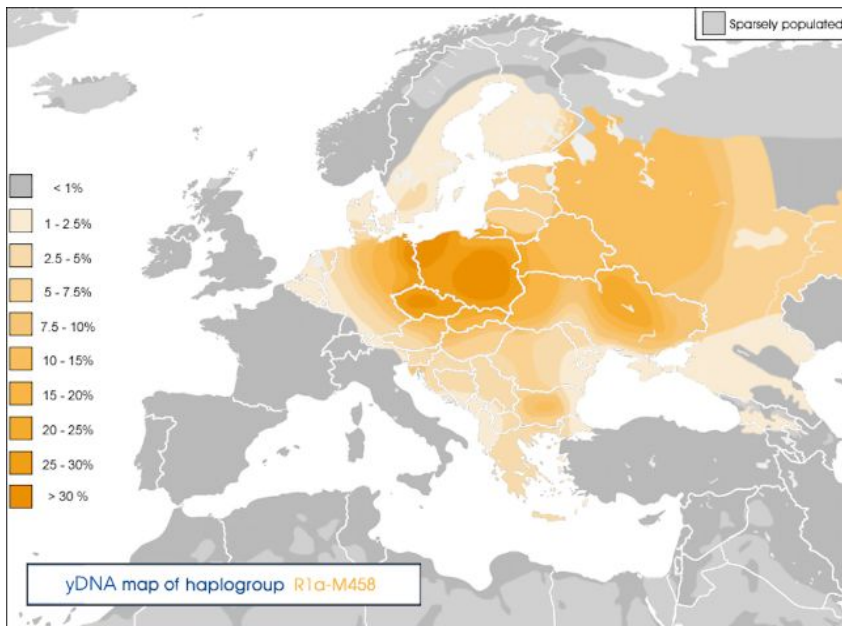 Sparsely populated
< 1%
1 - 2.5%
2.5 - 5%
5 - 7.5%
7.5 - 10%
10 - 15%
15 - 20%
20 - 25%
25 - 30%
> 30 %
yDNA map of haplogroup R1a-M458